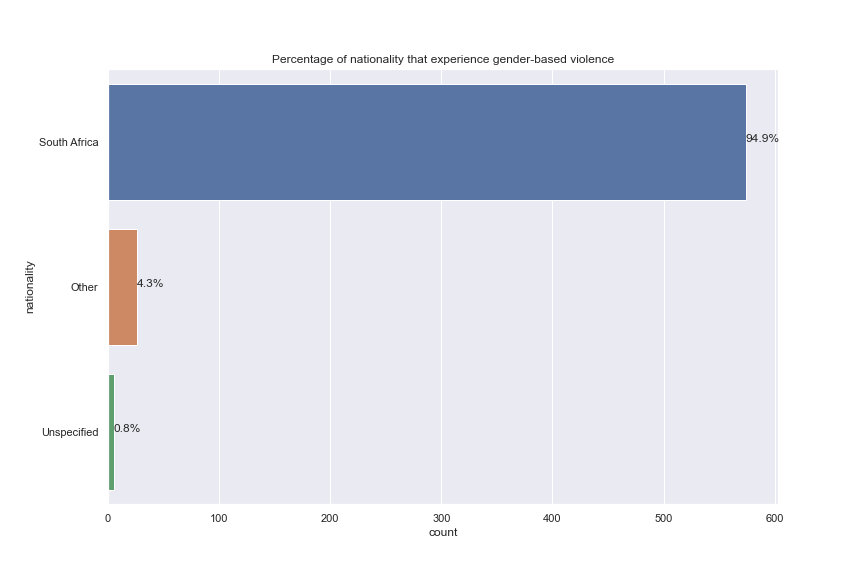 Percentage of nationality that experience gender-based violence
South Africa
94.9%
Other
4.3%
Unspecified
0.8%
nationality
0 100 200 300 400 500 600
count